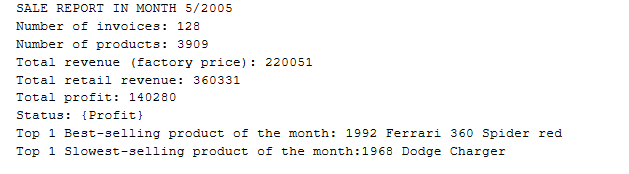 SALE REPORT IN MONTH 5/2005
Number of invoices: 128
Number of products: 3909
Total revenue (factory price): 220051
Total retail revenue: 360331
Total profit: 140280
Status: {Profit}
Top 1 Best-selling product of the month: 1992 Ferrari 360 Spider red
Top 1 Slowest-selling product of the month:1968 Dodge Charger